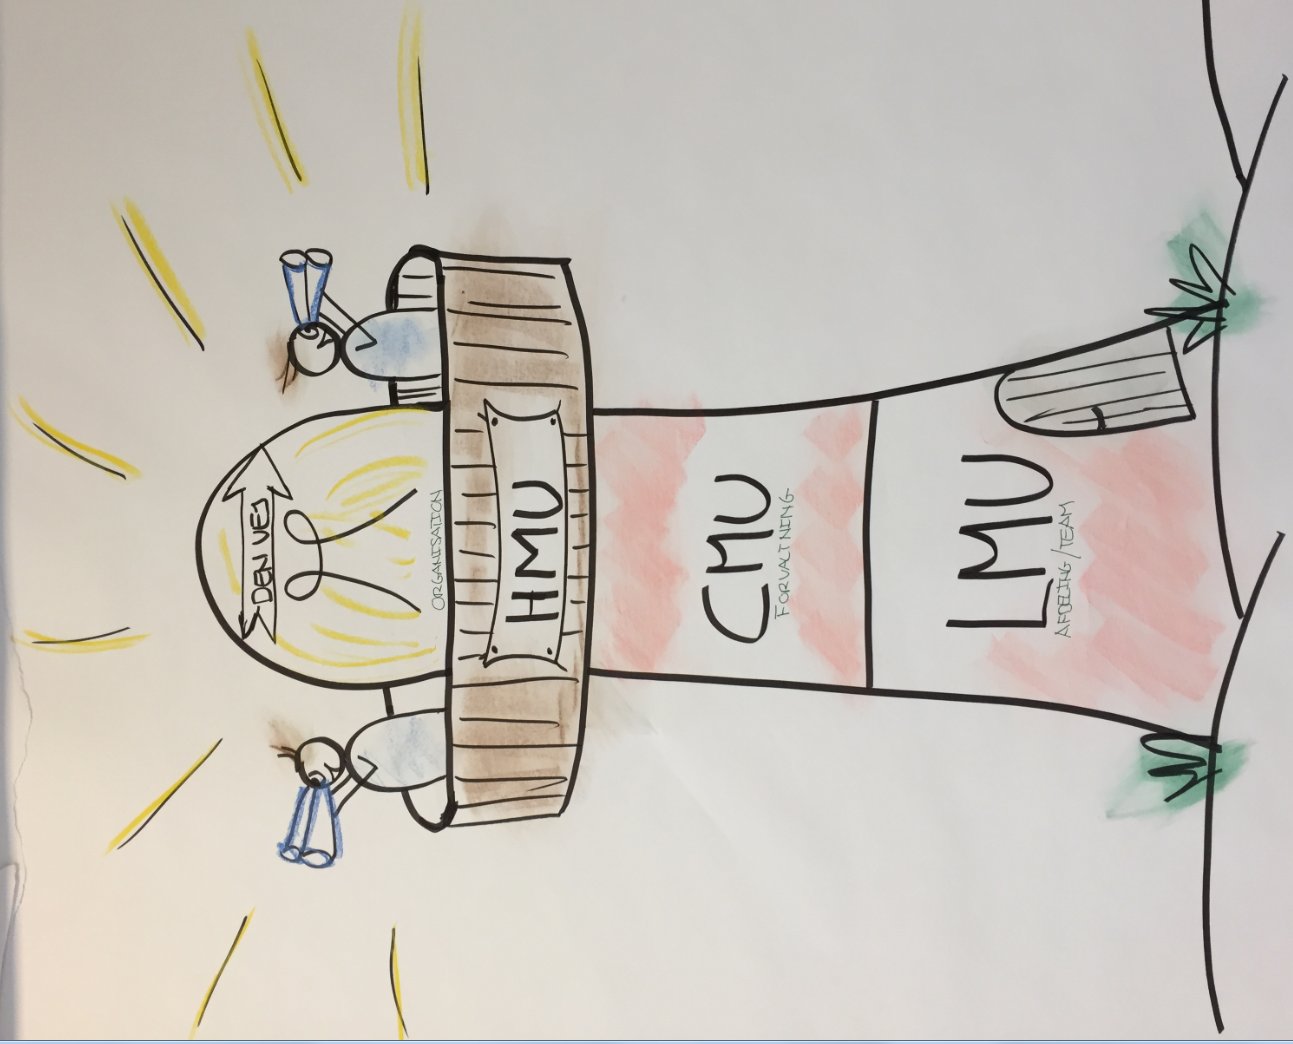 DEN VEJ
ORGANISATION
HMU
CMU
FORVALTNING
LMU
AFDELING/TEAM